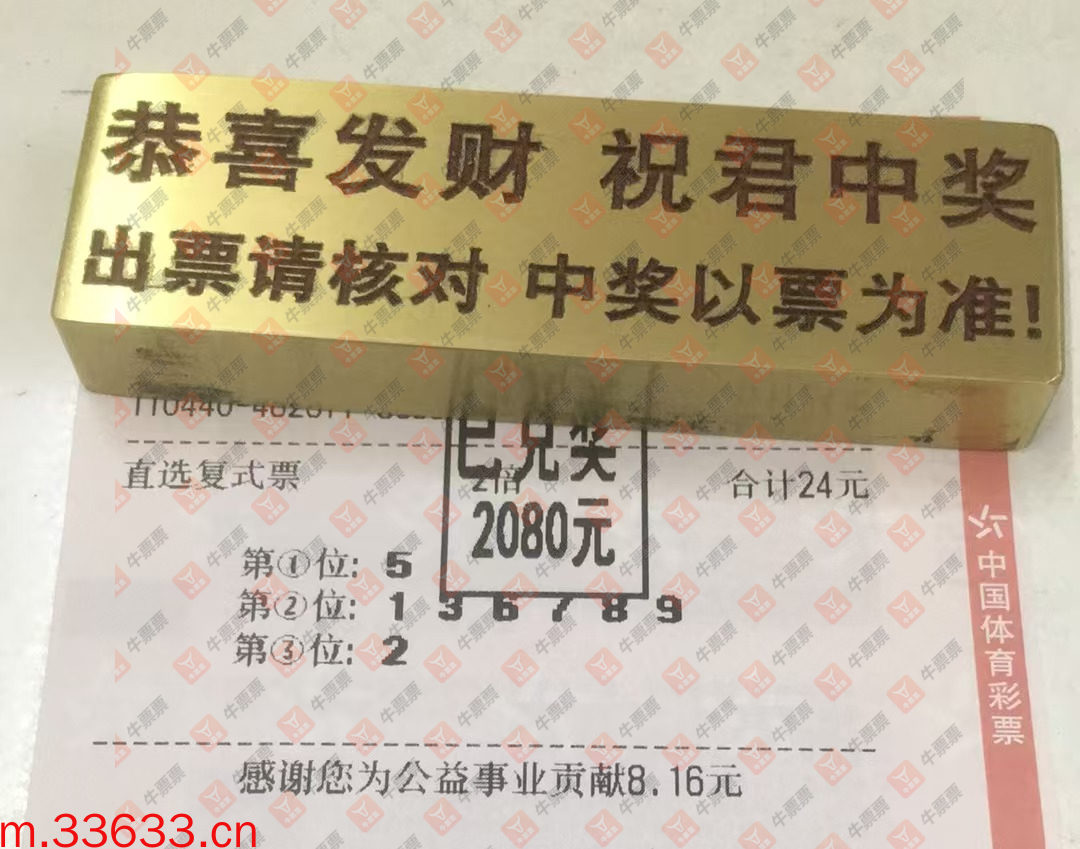 恭喜发财 祝君中奖
出票请核对 中奖以票为准!
已兑奖
直选复式票 2倍 合计24元
2080元
第①位: 5
第②位: 1 3 6 7 8 9
第③位: 2
中国体育彩票
感谢您为公益事业贡献8.16元
m.33633.cn
牛票票